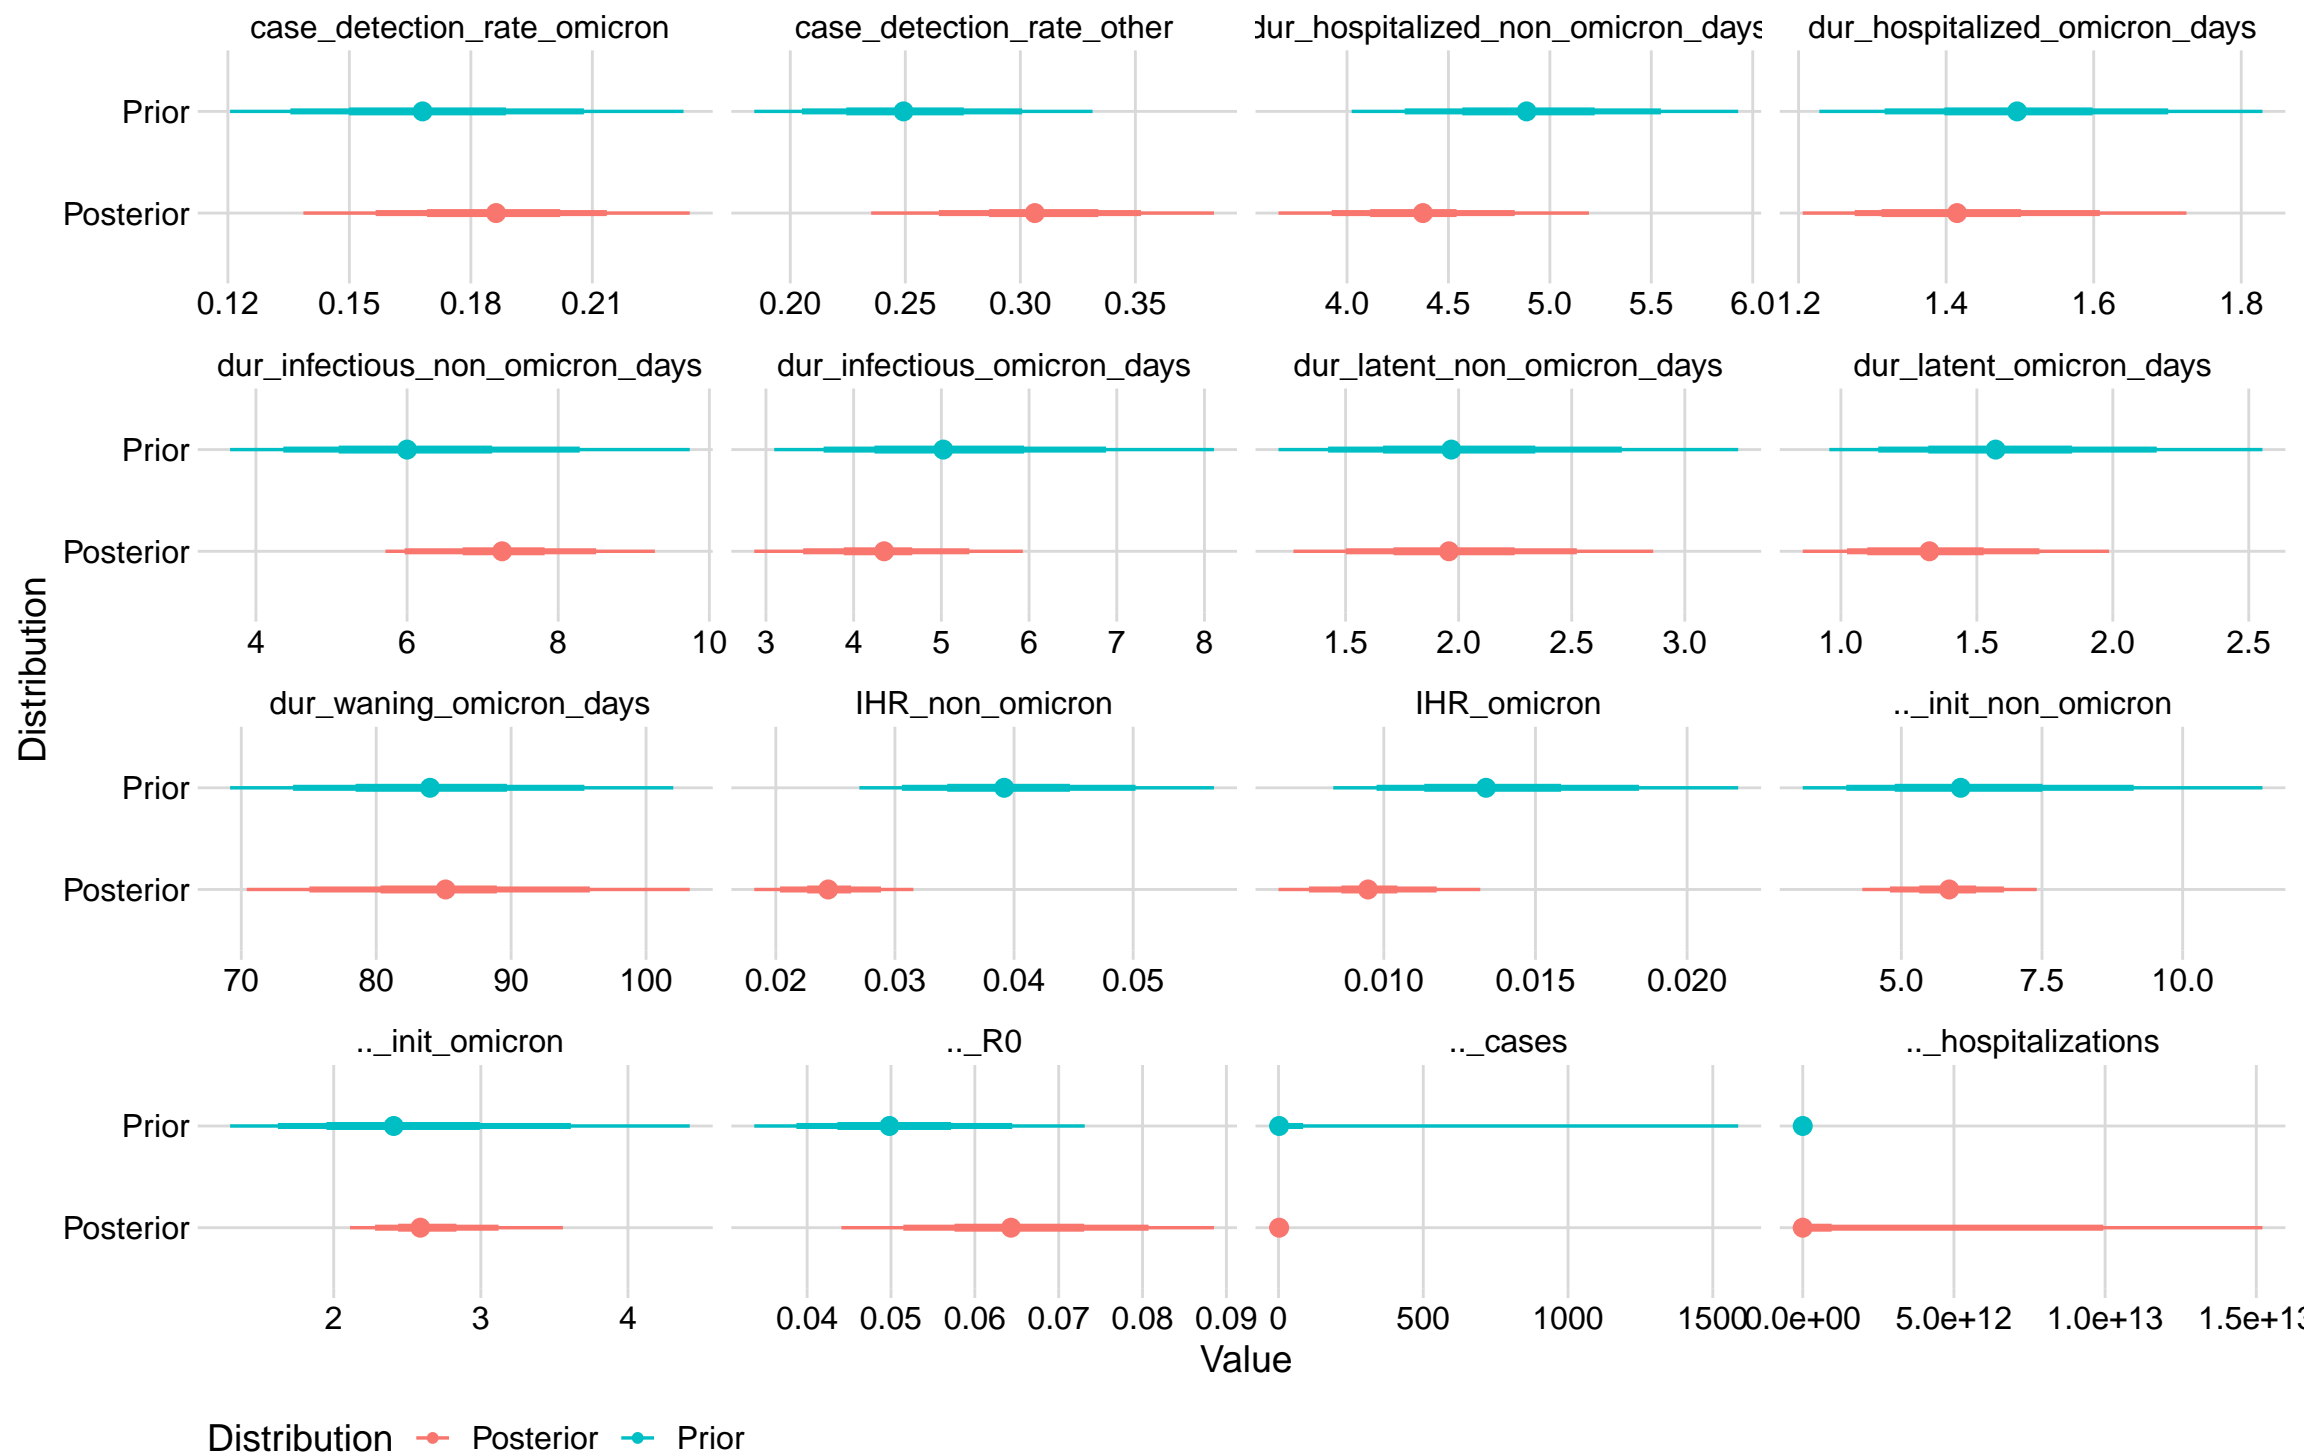 case_detection_rate_omicron case_detection_rate_other dur_hospitalized_non_omicron_days dur_hospitalized_omicron_days
Prior
Posterior
0.12 0.15 0.18 0.21 0.20 0.25 0.30 0.35 4.0 4.5 5.0 5.5 6.0 1.2 1.4 1.6 1.8
dur_infectious_non_omicron_days dur_infectious_omicron_days dur_latent_non_omicron_days dur_latent_omicron_days
Prior
Posterior
4 6 8 10 3 4 5 6 7 8 1.5 2.0 2.5 3.0 1.0 1.5 2.0 2.5
Distribution
dur_waning_omicron_days IHR_non_omicron IHR_omicron .._init_non_omicron
Prior
Posterior
70 80 90 100 0.02 0.03 0.04 0.05 0.010 0.015 0.020 5.0 7.5 10.0
.._init_omicron .._R0 .._cases .._hospitalizations
Prior
Posterior
2 3 4 0.04 0.05 0.06 0.07 0.08 0.09 0 500 1000 1500 0.0e+00 5.0e+12 1.0e+13 1.5e+13
Value
Distribution Posterior Prior